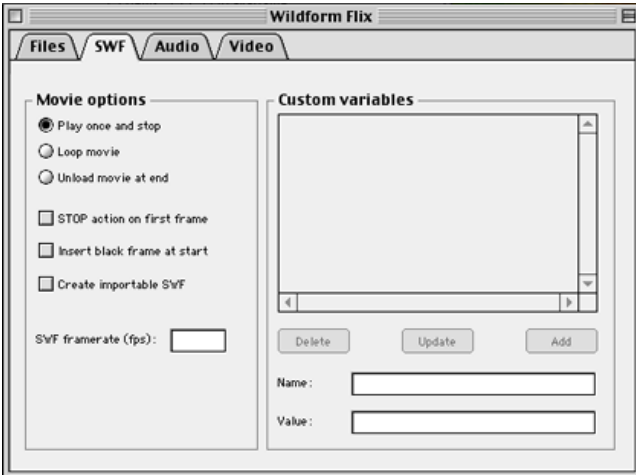 Wildform Flix
Files SWF Audio Video
Movie options
Play once and stop
Loop movie
Unload movie at end
STOP action on first frame
Insert black frame at start
Create importable SWF
SWF framerate (fps):
Custom variables
Delete Update Add
Name:
Value: